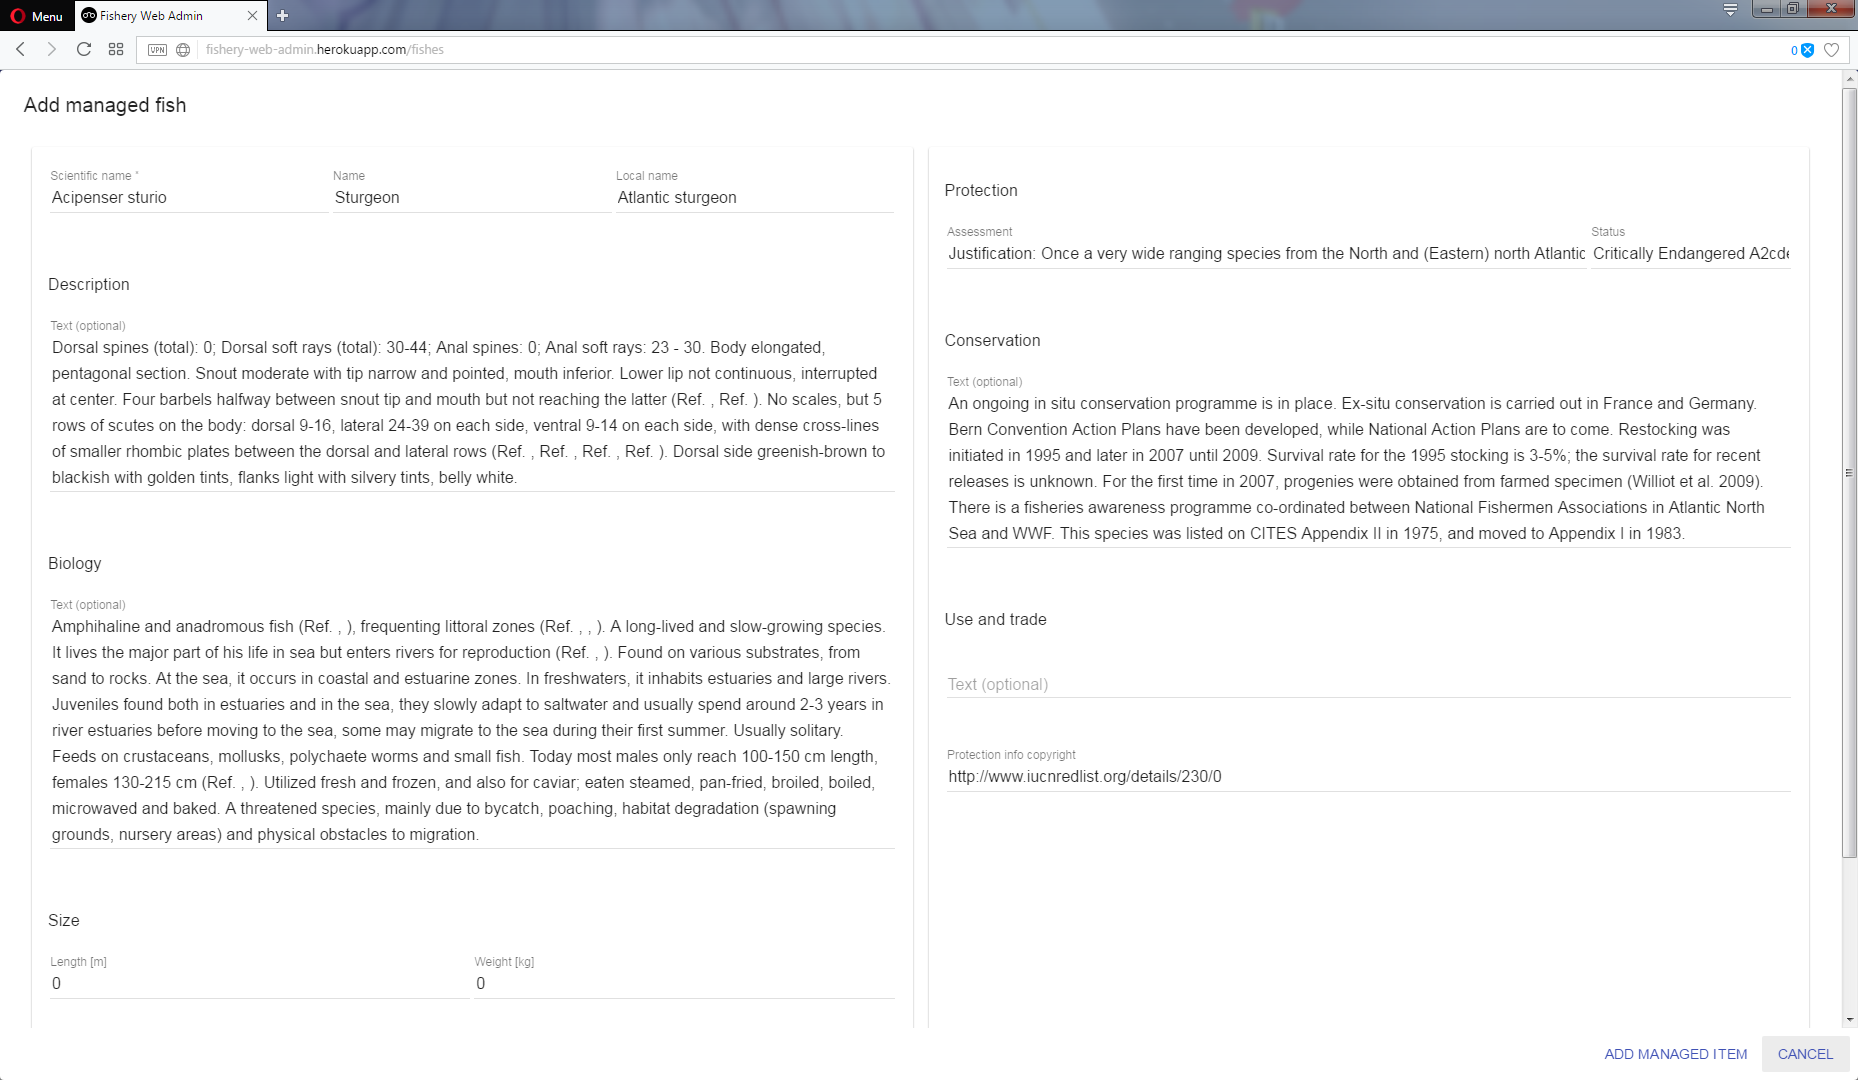 Menu
Fishery Web Admin
VPN
fishery-web-admin.herokuapp.com/fishes
0
Add managed fish
Scientific name *
Name
Local name
Acipenser sturio
Sturgeon
Atlantic sturgeon
Description
Text (optional)
Dorsal spines (total): 0; Dorsal soft rays (total): 30-44; Anal spines: 0; Anal soft rays: 23 - 30. Body elongated,
pentagonal section. Snout moderate with tip narrow and pointed, mouth inferior. Lower lip not continuous, interrupted
at center. Four barbels halfway between snout tip and mouth but not reaching the latter (Ref. , Ref. ). No scales, but 5
rows of scutes on the body: dorsal 9-16, lateral 24-39 on each side, ventral 9-14 on each side, with dense cross-lines
of smaller rhombic plates between the dorsal and lateral rows (Ref. , Ref. , Ref. , Ref. ). Dorsal side greenish-brown to
blackish with golden tints, flanks light with silvery tints, belly white.
Biology
Text (optional)
Amphihaline and anadromous fish (Ref. , ), frequenting littoral zones (Ref. , , ). A long-lived and slow-growing species.
It lives the major part of his life in sea but enters rivers for reproduction (Ref. , ). Found on various substrates, from
sand to rocks. At the sea, it occurs in coastal and estuarine zones. In freshwaters, it inhabits estuaries and large rivers.
Juveniles found both in estuaries and in the sea, they slowly adapt to saltwater and usually spend around 2-3 years in
river estuaries before moving to the sea, some may migrate to the sea during their first summer. Usually solitary.
Feeds on crustaceans, mollusks, polychaete worms and small fish. Today most males only reach 100-150 cm length,
females 130-215 cm (Ref. , ). Utilized fresh and frozen, and also for caviar; eaten steamed, pan-fried, broiled, boiled,
microwaved and baked. A threatened species, mainly due to bycatch, poaching, habitat degradation (spawning
grounds, nursery areas) and physical obstacles to migration.
Size
Length [m]
Weight [kg]
0
0
Protection
Assessment
Status
Justification: Once a very wide ranging species from the North and (Eastern) north Atlantic
Critically Endangered A2cde
Conservation
Text (optional)
An ongoing in situ conservation programme is in place. Ex-situ conservation is carried out in France and Germany.
Bern Convention Action Plans have been developed, while National Action Plans are to come. Restocking was
initiated in 1995 and later in 2007 until 2009. Survival rate for the 1995 stocking is 3-5%; the survival rate for recent
releases is unknown. For the first time in 2007, progenies were obtained from farmed specimen (Williot et al. 2009).
There is a fisheries awareness programme co-ordinated between National Fishermen Associations in Atlantic North
Sea and WWF. This species was listed on CITES Appendix II in 1975, and moved to Appendix I in 1983.
Use and trade
Text (optional)
Protection info copyright
http://www.iucnredlist.org/details/230/0
ADD MANAGED ITEM
CANCEL